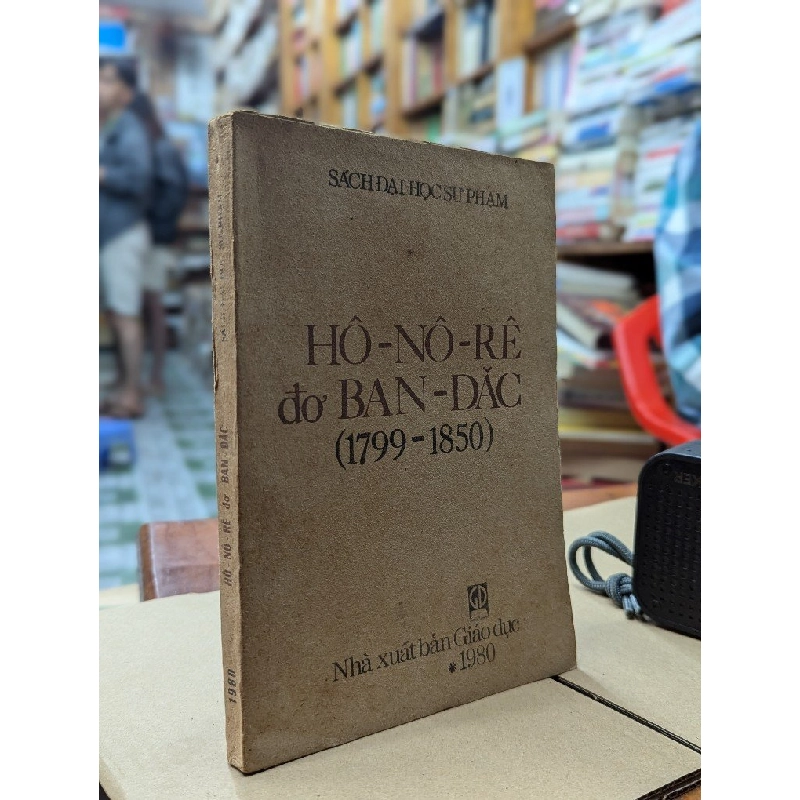 SÁCH ĐẠI HỌC SƯ PHẠM
HÔ-NÔ-RÊ
đơ BAN-DẮC
(1799-1850)
GD
Nhà xuất bản Giáo dục
* 1980
HÔ-NÔ-RÊ đơ BAN-DẮC
1980